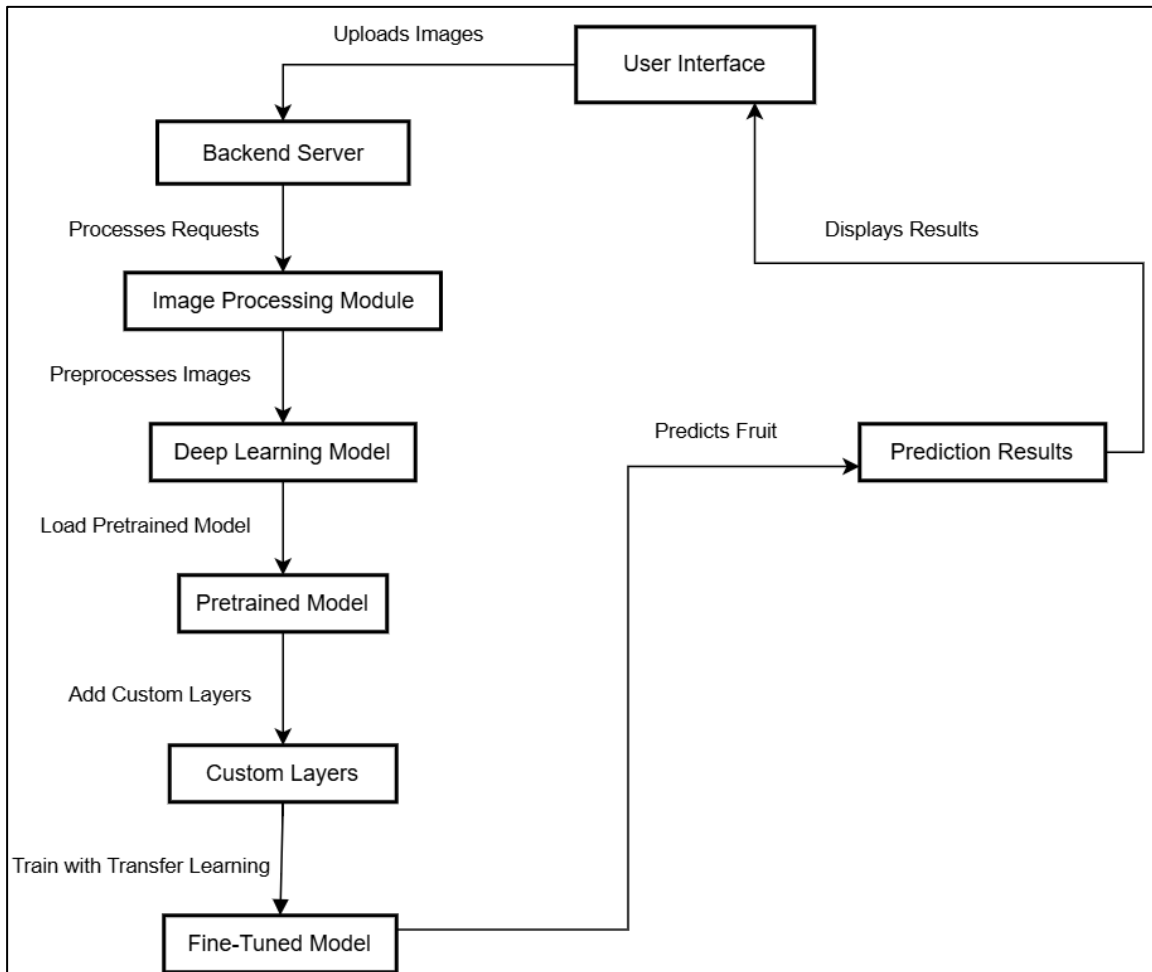 Uploads Images
User Interface
Backend Server
Processes Requests
Displays Results
Image Processing Module
Preprocesses Images
Deep Learning Model
Predicts Fruit
Prediction Results
Load Pretrained Model
Pretrained Model
Add Custom Layers
Custom Layers
Train with Transfer Learning
Fine-Tuned Model